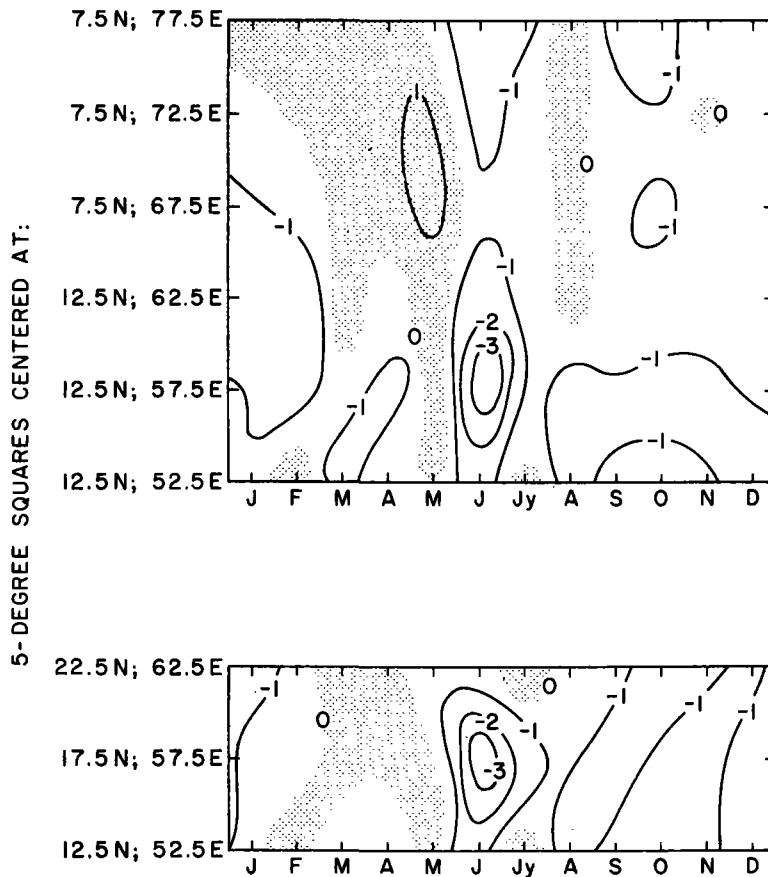 5-DEGREE SQUARES CENTERED AT:
7.5N; 77.5E
7.5N; 72.5E
7.5N; 67.5E
12.5N; 62.5E
12.5N; 57.5E
12.5N; 52.5E
-1
-1
1
0
0
-1
-1
-1
-2
-3
0
-1
-1
-1
J F M A M J Jy A S O N D
22.5N; 62.5E
17.5N; 57.5E
12.5N; 52.5E
-1
0
0
-1
-1
-1
-2
-1
-3
J F M A M J Jy A S O N D